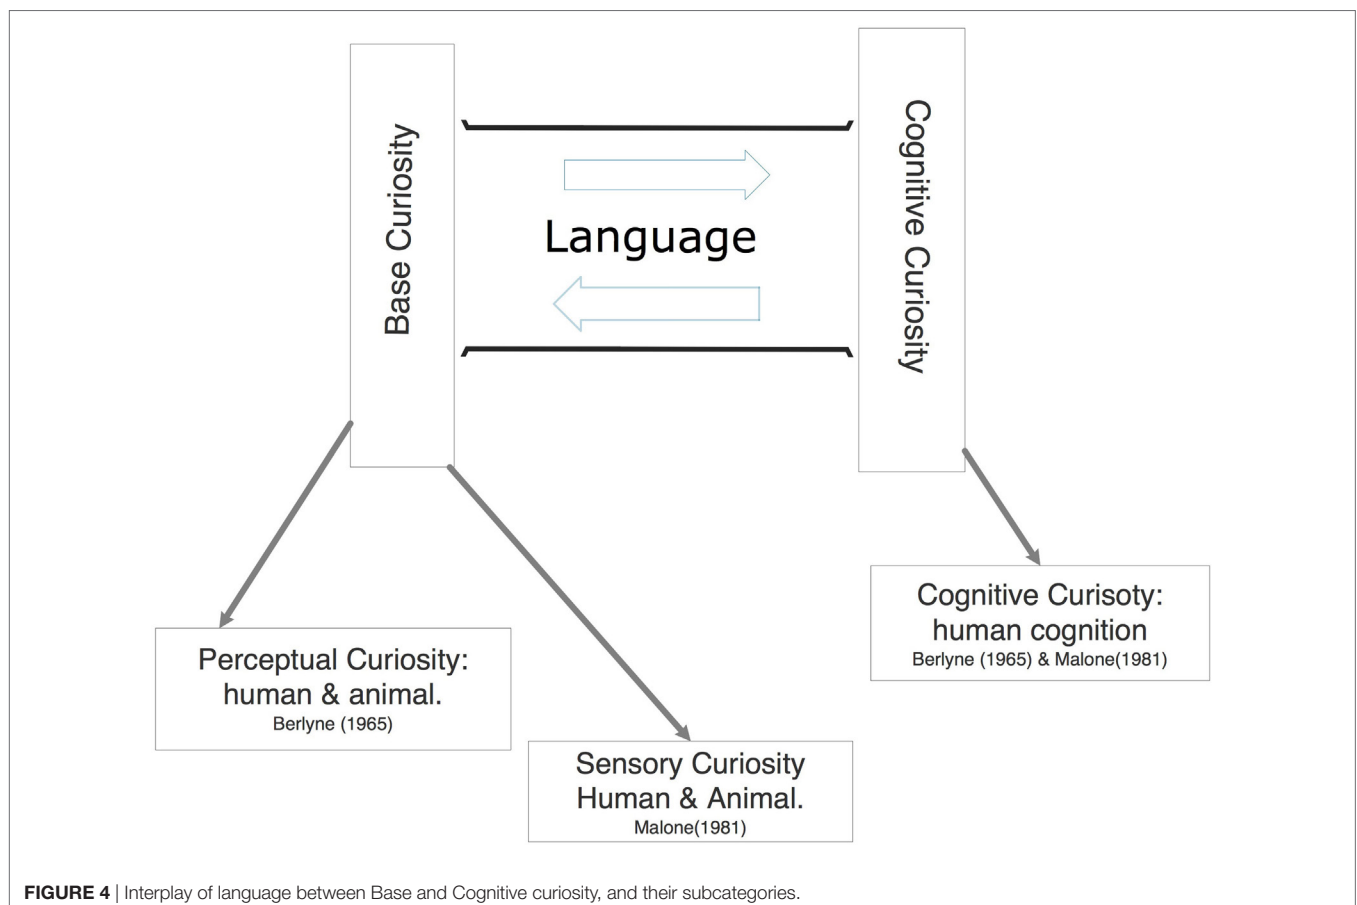 Base Curiosity
Language
Cognitive Curiosity
Perceptual Curiosity:
human & animal.
Berlyne (1965)
Sensory Curiosity
Human & Animal.
Malone(1981)
Cognitive Curisoty:
human cognition
Berlyne (1965) & Malone(1981)
FIGURE 4 | Interplay of language between Base and Cognitive curiosity, and their subcategories.